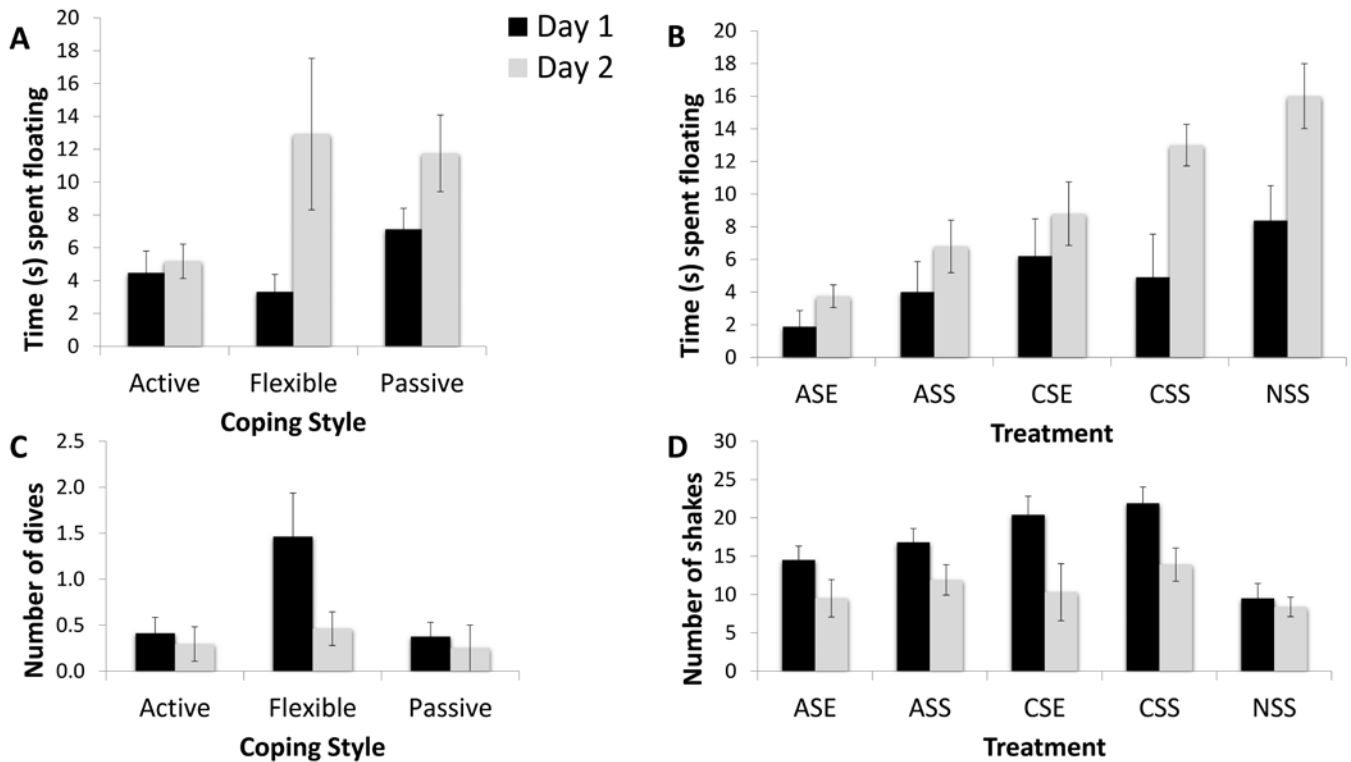 A
Time (s) spent floating
20
18
16
14
12
10
8
6
4
2
0
Active Flexible Passive
Coping Style
Day 1
Day 2
B
Time (s) spent floating
20
18
16
14
12
10
8
6
4
2
0
ASE ASS CSE CSS NSS
Treatment
C
Number of dives
2.5
2.0
1.5
1.0
0.5
0.0
Active Flexible Passive
Coping Style
D
Number of shakes
30
25
20
15
10
5
0
ASE ASS CSE CSS NSS
Treatment